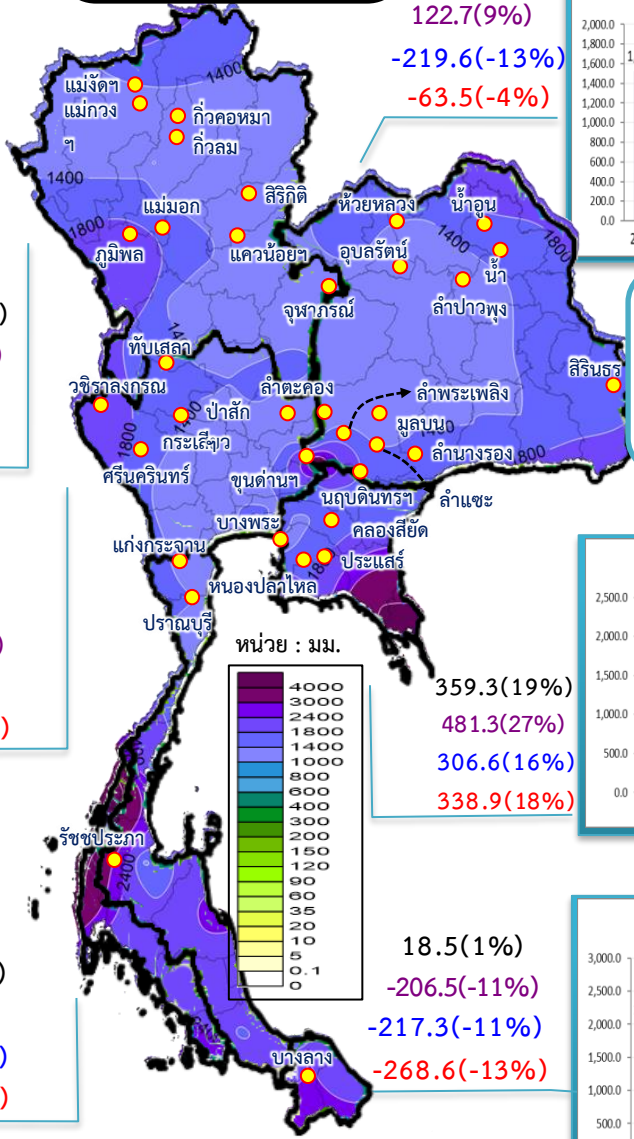 122.7(9%)
-219.6(-13%)
-63.5(-4%)
2,000.0
1,800.0
1,600.0
1,400.0
1,200.0
1,000.0
800.0
600.0
400.0
200.0
0.0
1400
แม่งัดฯ
แม่กวง
ฯ
กิ่วคอหมา
กิ่วลม
1400
สิริกิติ์
แม่มอก
1800
ภูมิพล
แควน้อยฯ
ห้วยหลวง
น้ำอูน
1400
1800
อุบลรัตน์
น้ำ
พุง
ลำปาว
จุฬาภรณ์
ทับเสลา
สิรินธร
วชิราลงกรณ
ป่าสัก
1400
ลำตะคอง
ลำพระเพลิง
มูลบน
1400
1800
กระเสียว
ศรีนครินทร์
ลำนางรอง
1800
ขุนด่านฯ
นฤบดินทรฯ
ลำแซะ
บางพระ
คลองสียัด
แก่งกระจาน
ประแสร์
หนองปลาไหล
ปราณบุรี
หน่วย : มม.
4000
3000
2400
1800
1400
1000
800
600
400
300
200
150
120
90
60
35
20
10
5
0.1
0
359.3(19%)
481.3(27%)
306.6(16%)
338.9(18%)
2,500.0
2,000.0
1,500.0
1,000.0
500.0
0.0
รัชชประภา
2400
18.5(1%)
-206.5(-11%)
-217.3(-11%)
-268.6(-13%)
บางลาง
3,000.0
2,500.0
2,000.0
1,500.0
1,000.0
500.0